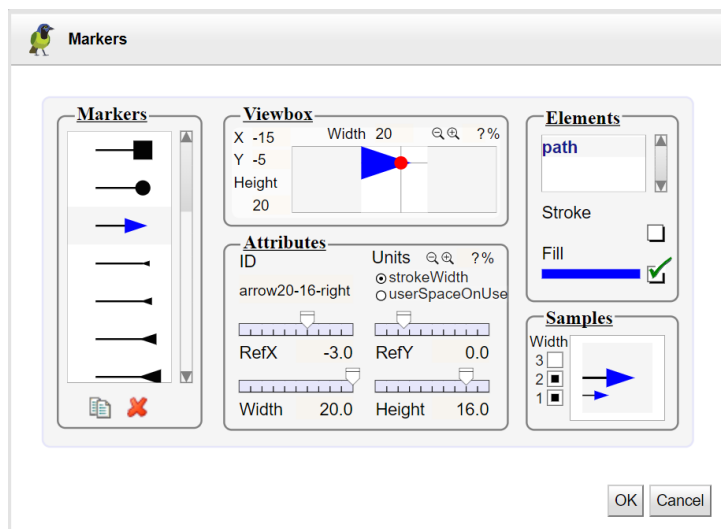 Markers
Markers
Viewbox
X -15
Width 20
?%
Y -5
Height
20
Attributes
ID
Units
?%
arrow20-16-right
strokeWidth
userSpaceOnUse
RefX -3.0
RefY 0.0
Width 20.0
Height 16.0
Elements
path
Stroke
Fill
Samples
Width
3
2
1
OK
Cancel